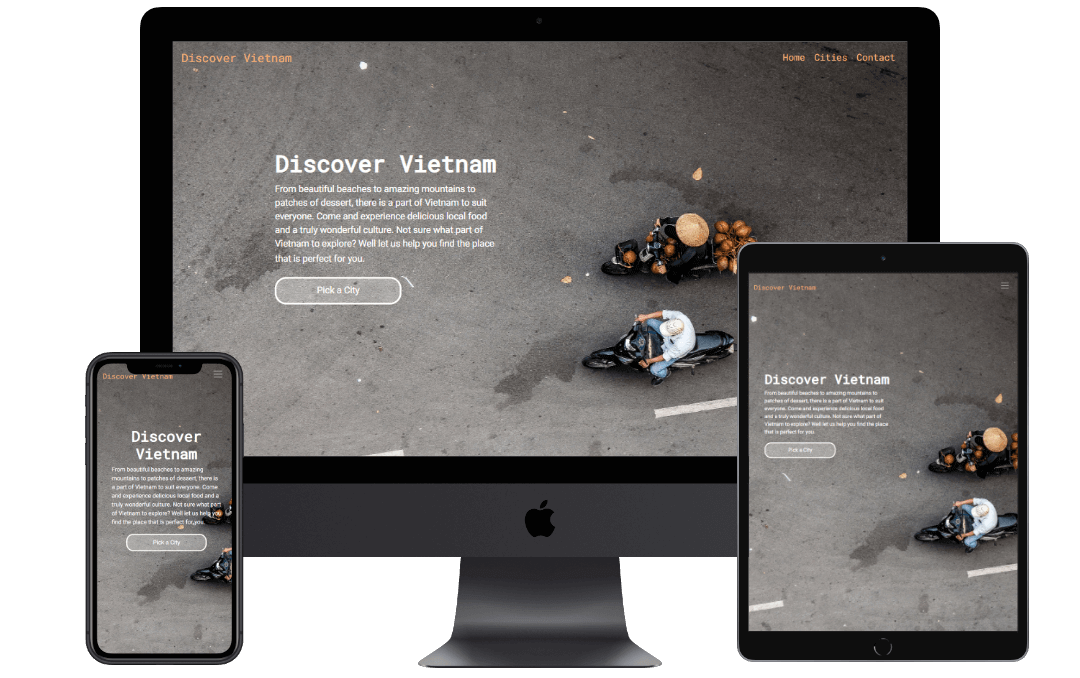 Discover Vietnam
Home Cities Contact
Discover Vietnam
From beautiful beaches to amazing mountains to
patches of dessert, there is a part of Vietnam to suit
everyone. Come and experience delicious local food
and a truly wonderful culture. Not sure what part of
Vietnam to explore? Well let us help you find the place
that is perfect for you.
Pick a City
Discover Vietnam
Discover Vietnam
From beautiful beaches to amazing mountains to
patches of dessert, there is a part of Vietnam to suit
everyone. Come and experience delicious local food
and a truly wonderful culture. Not sure what part of
Vietnam to explore? Well let us help you find the place
that is perfect for you.
Pick a City
Discover Vietnam
Discover
Vietnam
From beautiful beaches to amazing
mountains to patches of dessert, there is
a part of Vietnam to suit everyone. Come
and experience delicious local food and a
truly wonderful culture. Not sure what part
of Vietnam to explore? Well let us help you
find the place that is perfect for you.
Pick a City